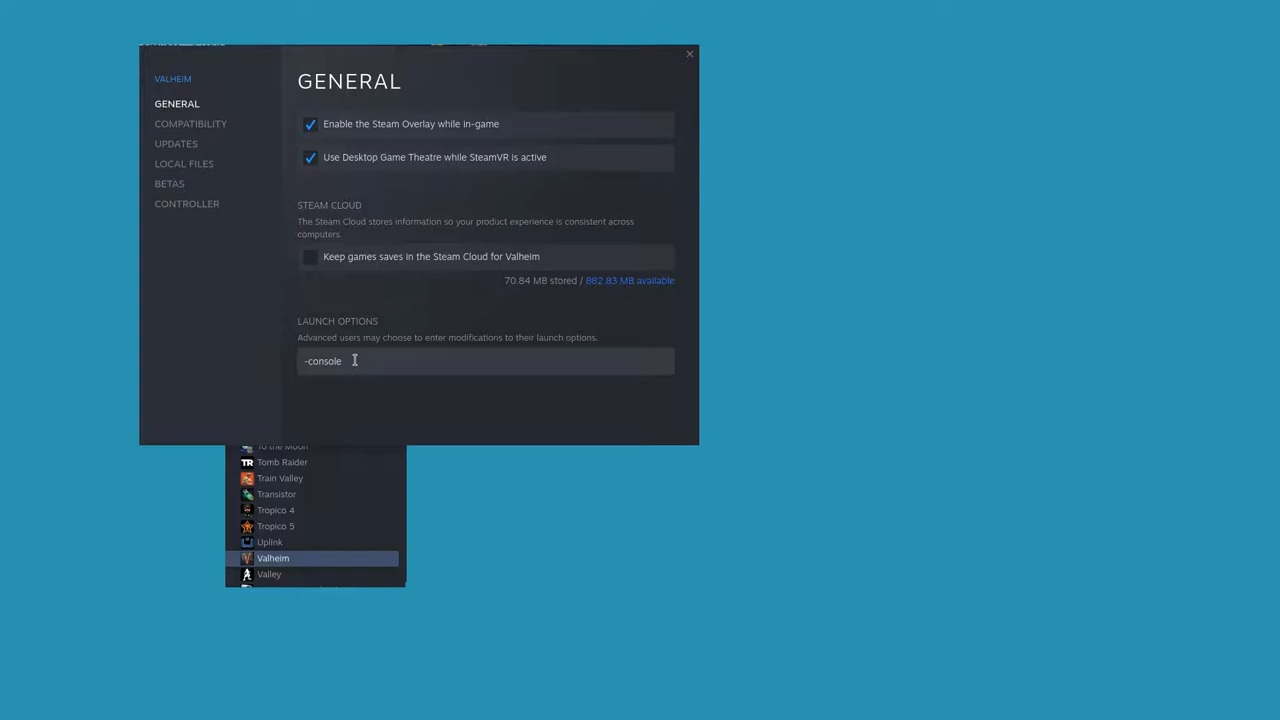 VALHEIM
GENERAL
COMPATIBILITY
UPDATES
LOCAL FILES
BETAS
CONTROLLER
GENERAL
Enable the Steam Overlay while in-game
Use Desktop Game Theatre while SteamVR is active
STEAM CLOUD
The Steam Cloud stores information so your product experience is consistent across
computers.
Keep games saves in the Steam Cloud for Valheim
70.84 MB stored / 882.83 MB available
LAUNCH OPTIONS
Advanced users may choose to enter modifications to their launch options.
-console
To the Moon
TR Tomb Raider
Train Valley
Transistor
Tropico 4
Tropico 5
Uplink
Valheim
Valley